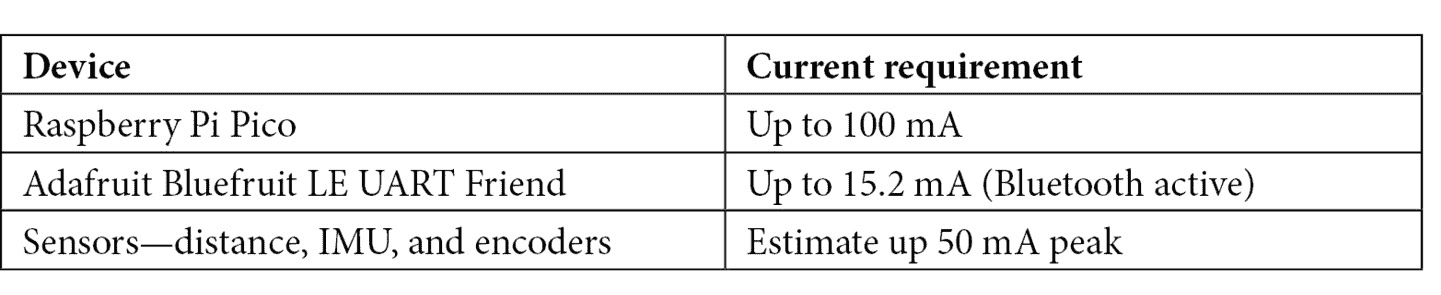 Device Current requirement
Raspberry Pi Pico Up to 100 mA
Adafruit Bluefruit LE UART Friend Up to 15.2 mA (Bluetooth active)
Sensors—distance, IMU, and encoders Estimate up 50 mA peak